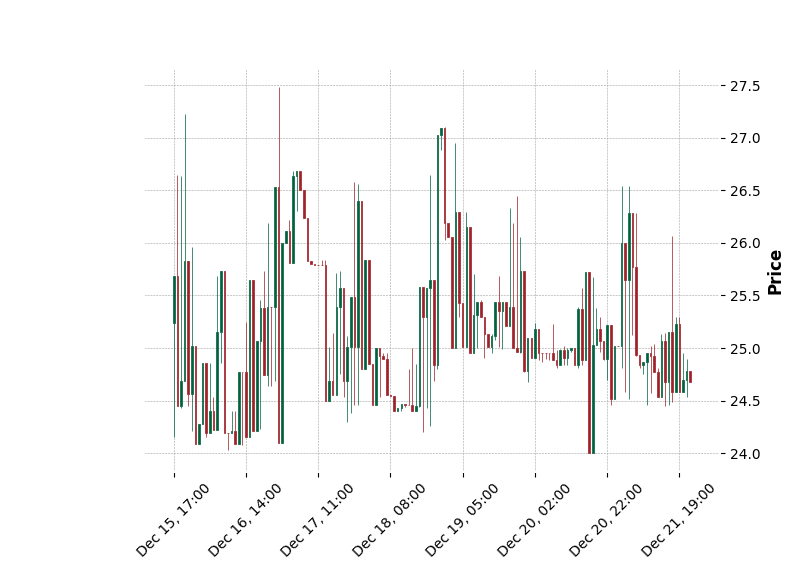 27.5
27.0
26.5
26.0
25.5
25.0
24.5
24.0
Price
Dec 15, 17:00
Dec 16, 14:00
Dec 17, 11:00
Dec 18, 08:00
Dec 19, 05:00
Dec 20, 02:00
Dec 20, 22:00
Dec 21, 19:00